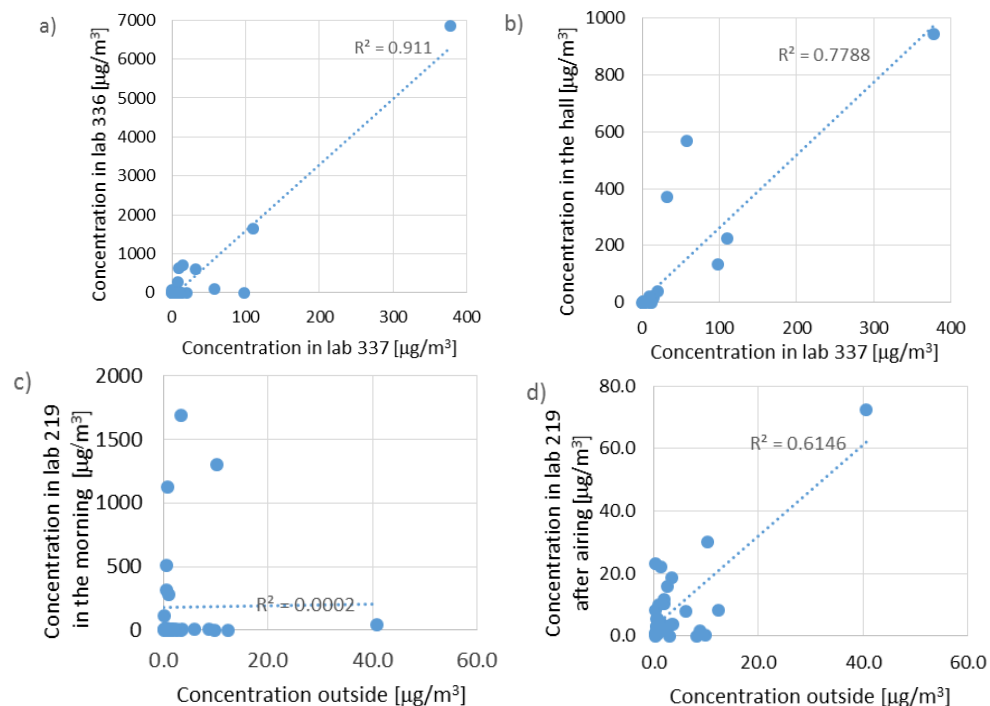 a)
Concentration in lab 336 [µg/m³]
7000
6000
5000
4000
3000
2000
1000
0
R² = 0.911
0 100 200 300 400
Concentration in lab 337 [µg/m³]
b)
Concentration in the hall [µg/m³]
1000
800
600
400
200
0
R² = 0.7788
0 100 200 300 400
Concentration in lab 337 [µg/m³]
c)
Concentration in lab 219
in the morning [µg/m³]
2000
1500
1000
500
0
R² = 0.0002
0.0 20.0 40.0 60.0
Concentration outside [µg/m³]
d)
Concentration in lab 219
after airing [µg/m³]
80.0
60.0
40.0
20.0
0.0
R² = 0.6146
0.0 20.0 40.0 60.0
Concentration outside [µg/m³]